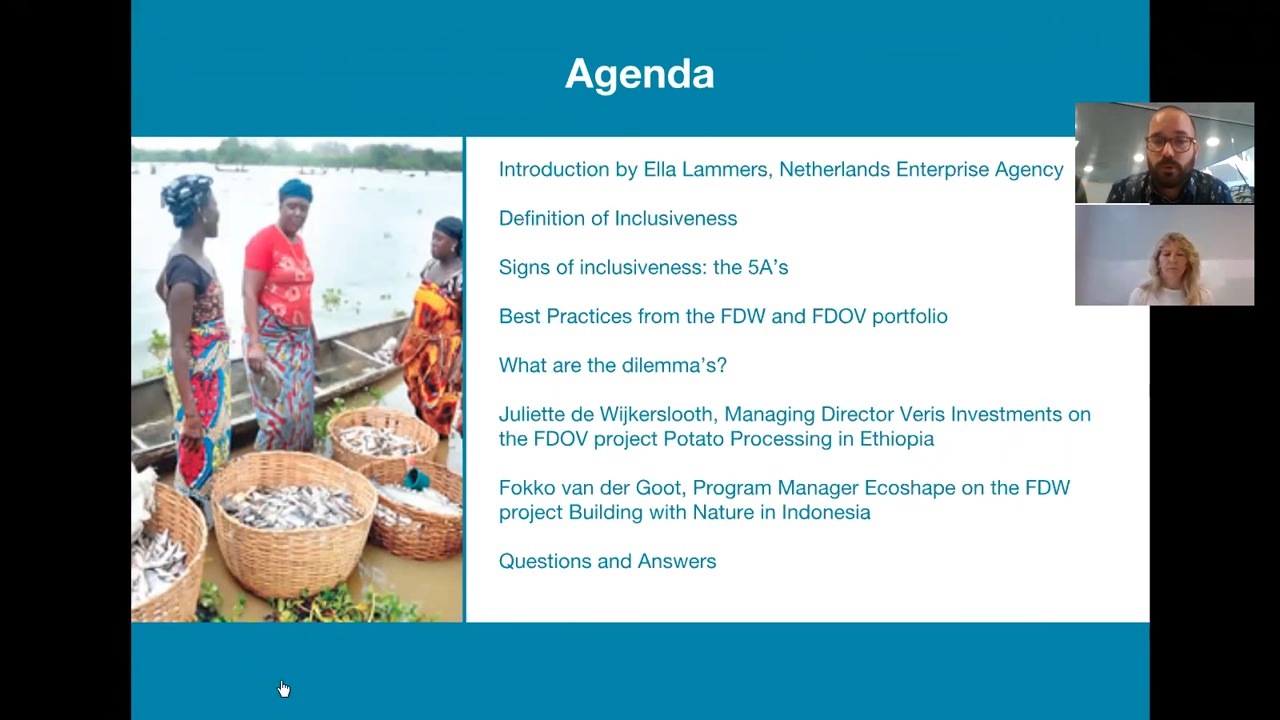 Agenda
Introduction by Ella Lammers, Netherlands Enterprise Agency
Definition of Inclusiveness
Signs of inclusiveness: the 5A’s
Best Practices from the FDW and FDOV portfolio
What are the dilemma’s?
Juliette de Wijkerslooth, Managing Director Veris Investments on
the FDOV project Potato Processing in Ethiopia
Fokko van der Goot, Program Manager Ecoshape on the FDW
project Building with Nature in Indonesia
Questions and Answers